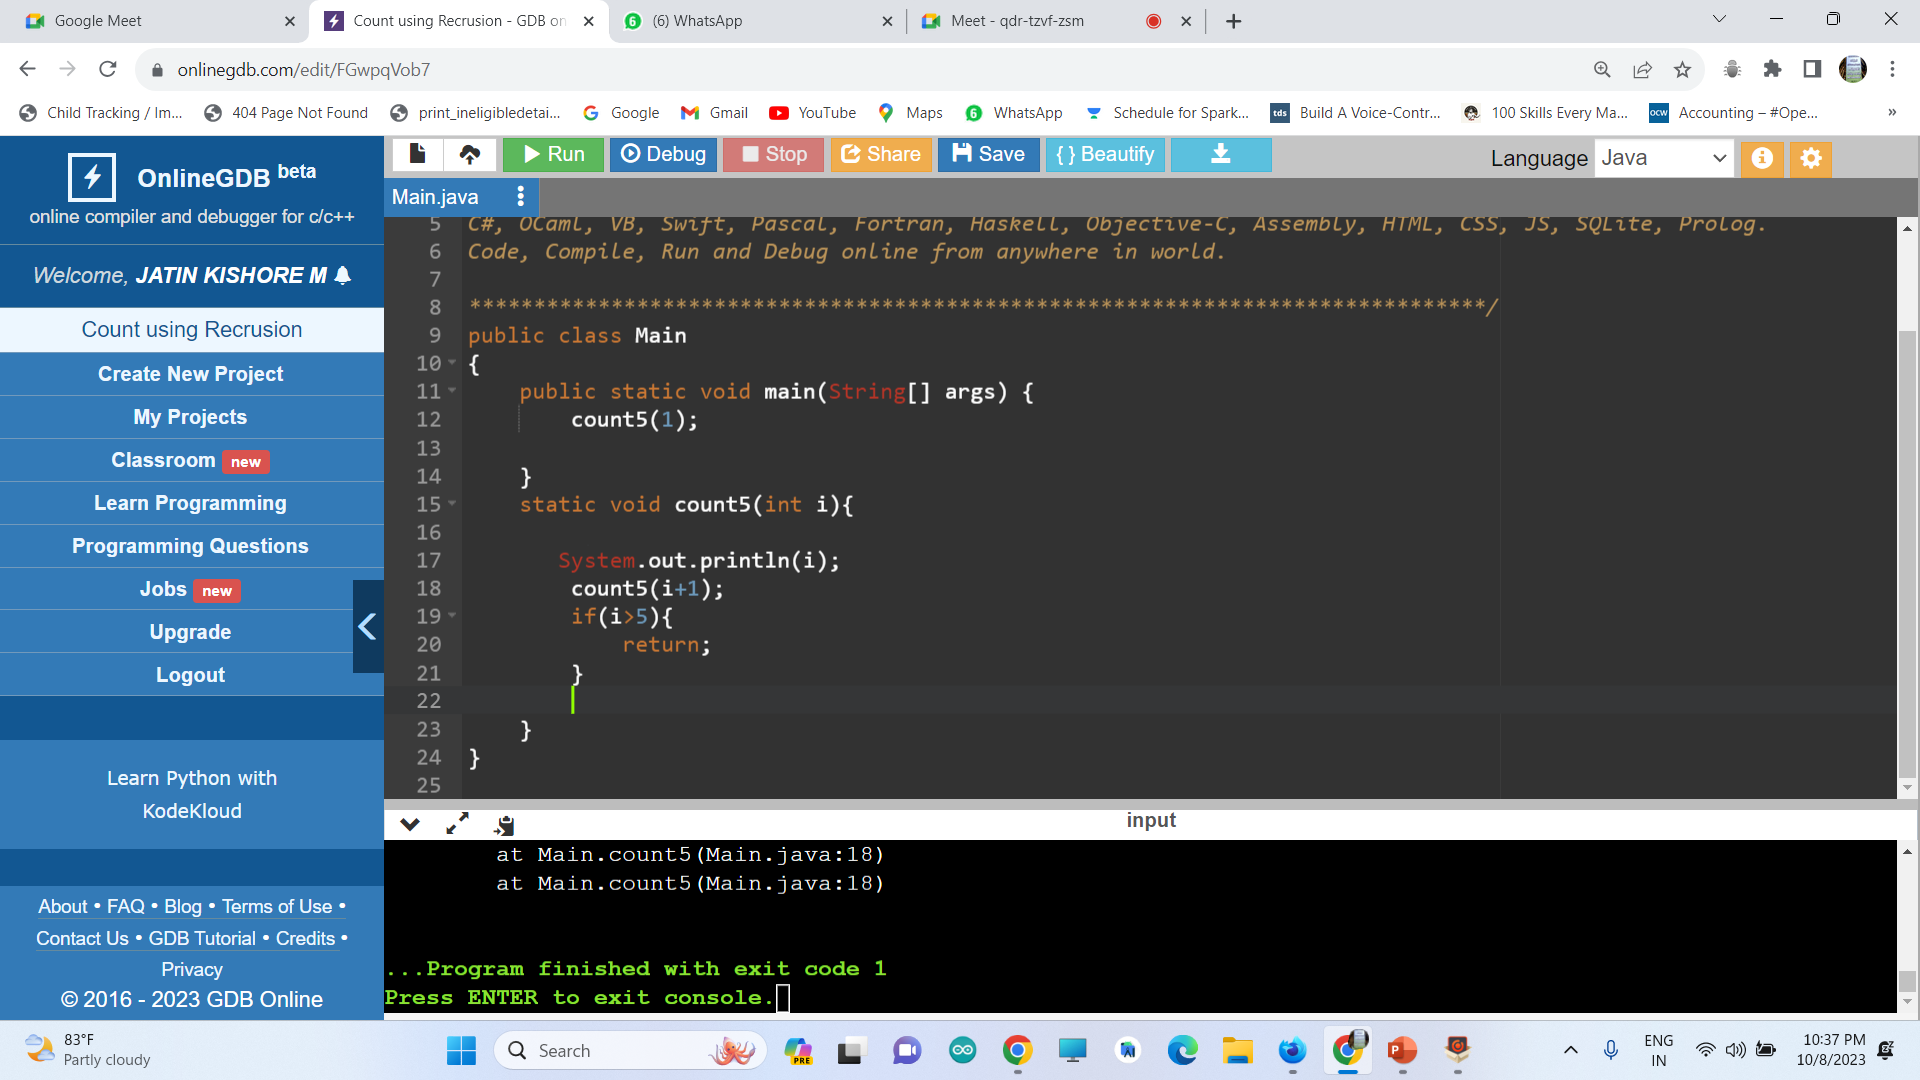 Google Meet
Count using Recrusion - GDB on
(6) WhatsApp
Meet - qdr-tzvf-zsm
onlinegdb.com/edit/FGwpqVob7
Child Tracking / Im...
404 Page Not Found
print_ineligibledetai...
Google
Gmail
YouTube
Maps
WhatsApp
Schedule for Spark...
tds Build A Voice-Contr...
100 Skills Every Ma...
OCW Accounting – #Ope...
»
OnlineGDB beta
online compiler and debugger for c/c++
Welcome, JATIN KISHORE M
Count using Recrusion
Create New Project
My Projects
Classroom new
Learn Programming
Programming Questions
Jobs new
Upgrade
Logout
Learn Python with
KodeKloud
About • FAQ • Blog • Terms of Use •
Contact Us • GDB Tutorial • Credits •
Privacy
© 2016 - 2023 GDB Online
Run Debug Stop Share Save { } Beautify
Language Java
Main.java
5 C#, OCaml, VB, Swift, Pascal, Fortran, Haskell, Objective-C, Assembly, HTML, CSS, JS, SQLite, Prolog.
6 Code, Compile, Run and Debug online from anywhere in world.
7
8 *******************************************************************************/
9 public class Main
10 {
11 public static void main(String[] args) {
12 count5(1);
13
14 }
15 static void count5(int i){
16
17 System.out.println(i);
18 count5(i+1);
19 if(i>5){
20 return;
21 }
22
23 }
24 }
25
input
at Main.count5(Main.java:18)
at Main.count5(Main.java:18)
...Program finished with exit code 1
Press ENTER to exit console.
83°F
Partly cloudy
Search
PRE
ENG
IN
10:37 PM
10/8/2023